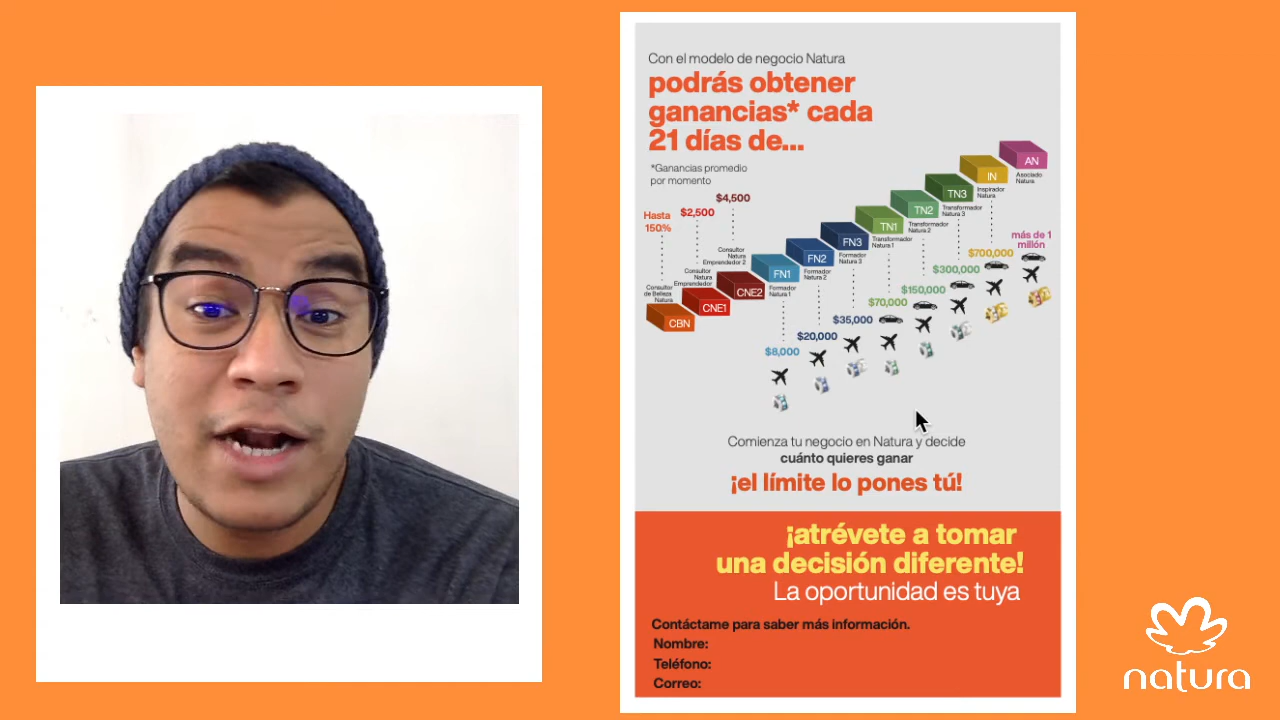 Con el modelo de negocio Natura
podrás obtener
ganancias* cada
21 días de...
*Ganancias promedio
por momento
Hasta
150%
$2,500
$4,500
Consultor
de Belleza
Natura
Consultor
Natura
Emprendedor
Consultor
Natura
Emprendedor 2
CBN
CNE1
CNE2
FN1
Formador
Natura 1
FN2
Formador
Natura 2
FN3
Formador
Natura 3
TN1
Transformador
Natura 1
TN2
Transformador
Natura 2
TN3
Transformador
Natura 3
IN
Inspirador
Natura
AN
Asociado
Natura
$8,000
$20,000
$35,000
$70,000
$150,000
$300,000
$700,000
más de 1
millón
Comienza tu negocio en Natura y decide
cuánto quieres ganar
¡el límite lo pones tú!
¡atrévete a tomar
una decisión diferente!
La oportunidad es tuya
Contáctame para saber más información.
Nombre:
Teléfono:
Correo:
natura